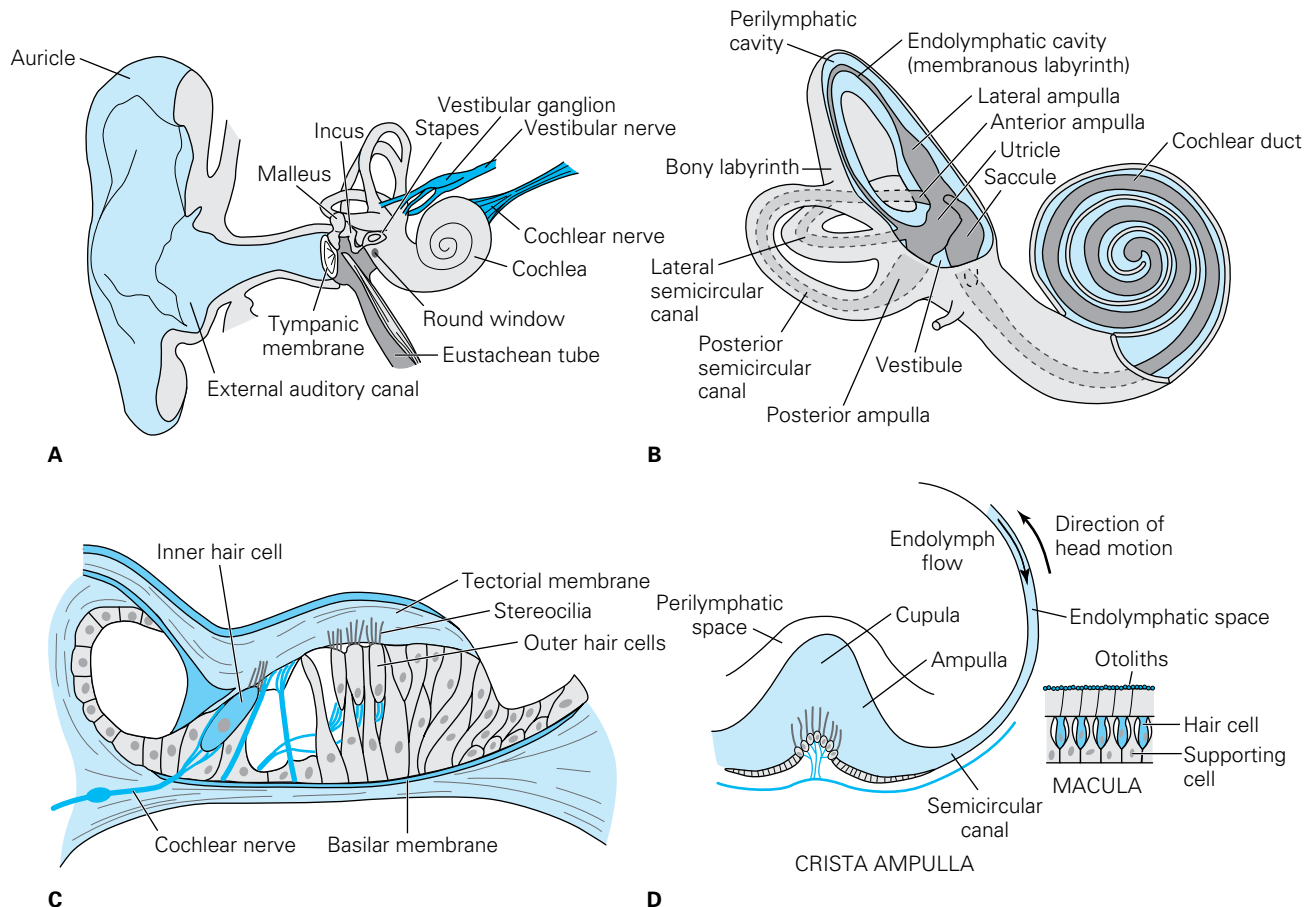 Auricle
Incus
Vestibular ganglion
Stapes
Vestibular nerve
Malleus
Cochlear nerve
Cochlea
Tympanic
membrane
Round window
Eustachean tube
External auditory canal
A
Perilymphatic
cavity
Endolymphatic cavity
(membranous labyrinth)
Lateral ampulla
Anterior ampulla
Utricle
Saccule
Cochlear duct
Bony labyrinth
Lateral
semicircular
canal
Posterior
semicircular
canal
Vestibule
Posterior ampulla
B
Inner hair cell
Tectorial membrane
Stereocilia
Outer hair cells
Cochlear nerve
Basilar membrane
C
Endolymph
flow
Direction of
head motion
Perilymphatic
space
Cupula
Endolymphatic space
Ampulla
Otoliths
Hair cell
Supporting
cell
MACULA
Semicircular
canal
CRISTA AMPULLA
D